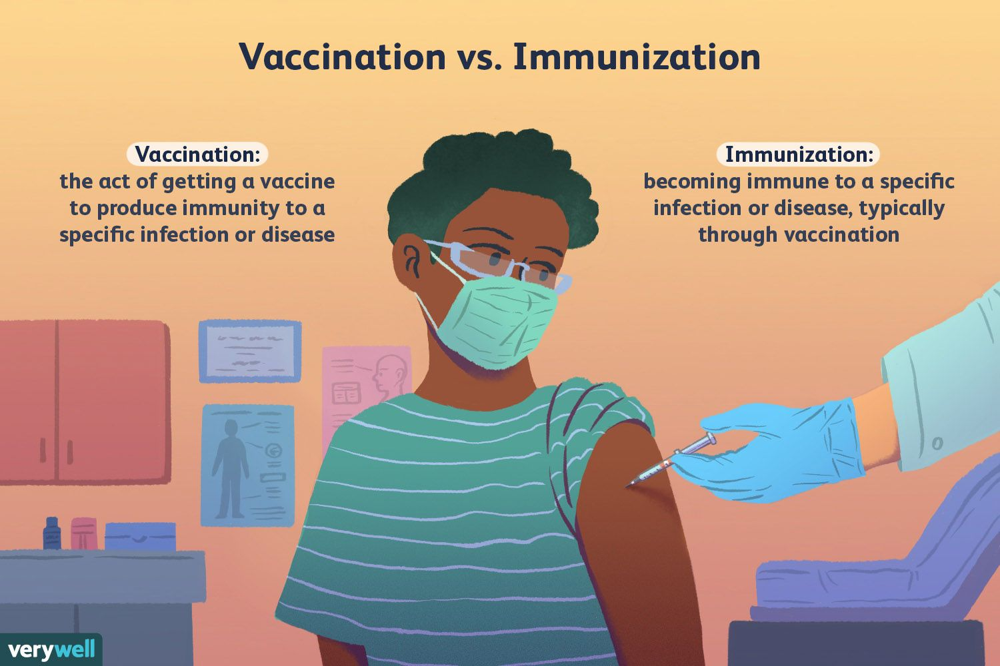 Vaccination vs. Immunization
Vaccination:
the act of getting a vaccine
to produce immunity to a
specific infection or disease
Immunization:
becoming immune to a specific
infection or disease, typically
through vaccination
verywell